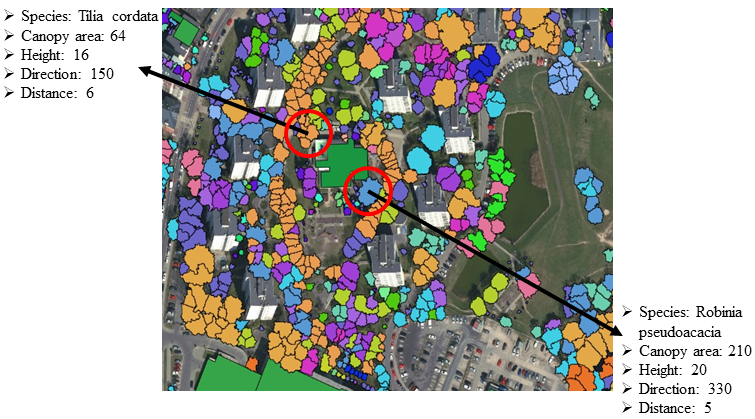 ➢ Species: Tilia cordata
➢ Canopy area: 64
➢ Height: 16
➢ Direction: 150
➢ Distance: 6
➢ Species: Robinia
pseudoacacia
➢ Canopy area: 210
➢ Height: 20
➢ Direction: 330
➢ Distance: 5